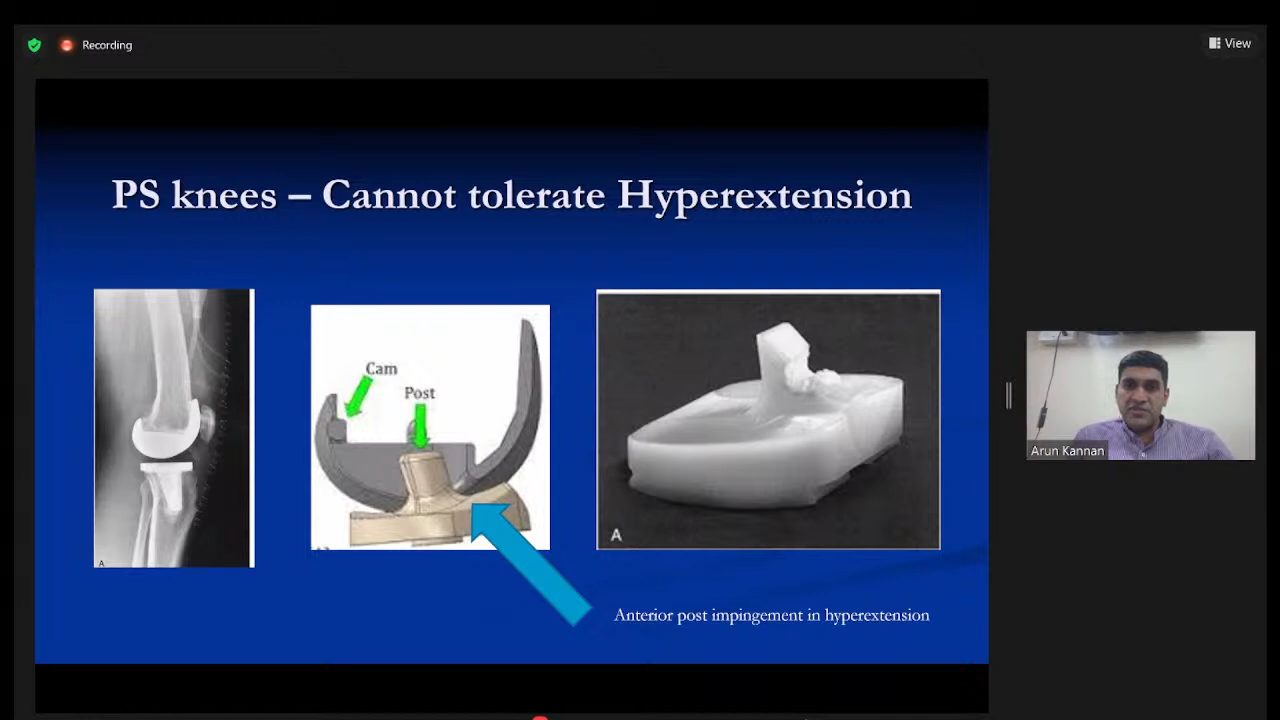 Recording
View
PS knees – Cannot tolerate Hyperextension
Cam
Post
A
A
Anterior post impingement in hyperextension
Arun Kannan